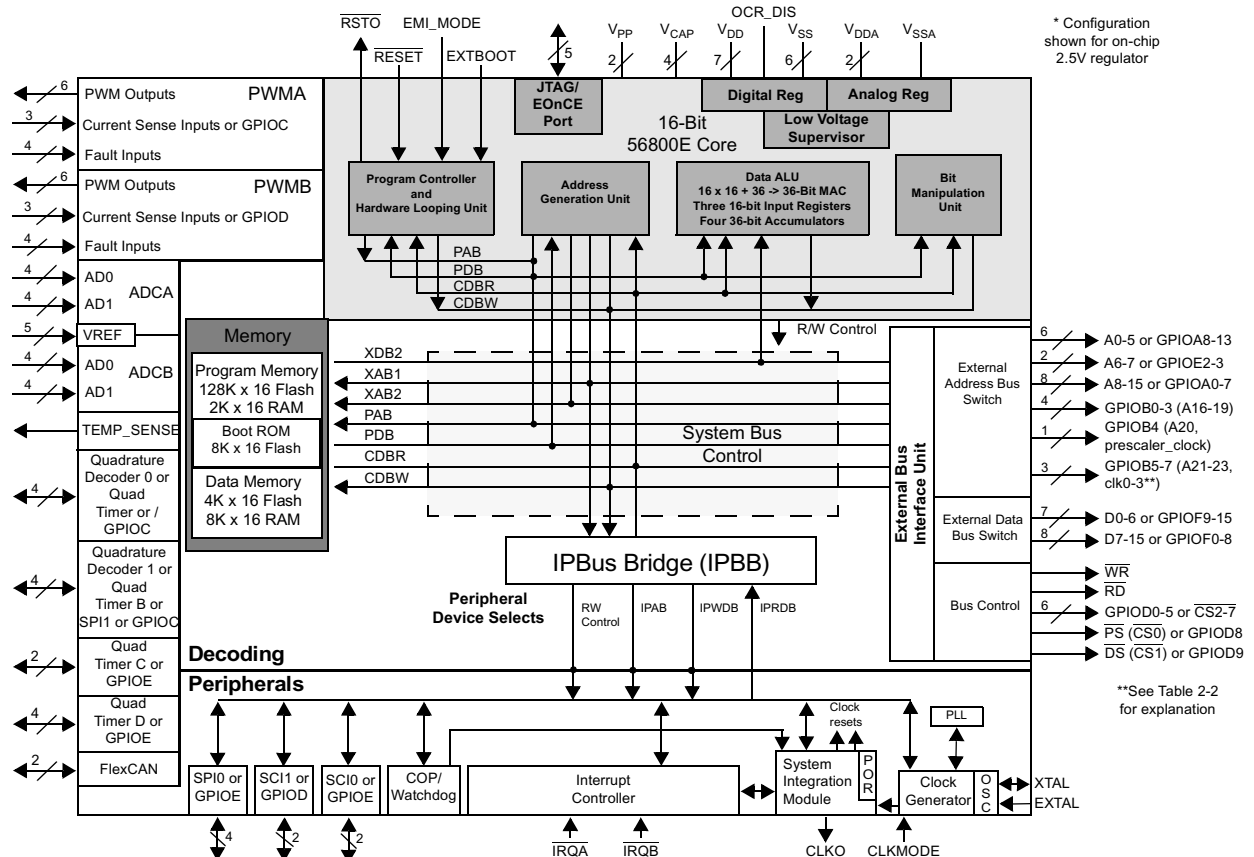 RSTO
EMI_MODE
RESET
EXTBOOT
5
VPP
2
VCAP
4
VDD
7
OCR_DIS
VSS
6
VDDA
2
VSSA
* Configuration
shown for on-chip
2.5V regulator
JTAG/
EOnCE
Port
Digital Reg
Analog Reg
Low Voltage
Supervisor
16-Bit
56800E Core
6
PWM Outputs
PWMA
3
Current Sense Inputs or GPIOC
4
Fault Inputs
6
PWM Outputs
PWMB
3
Current Sense Inputs or GPIOD
4
Fault Inputs
4
AD0
ADCA
4
AD1
5
VREF
4
AD0
ADCB
4
AD1
TEMP_SENSE
4
Quadrature
Decoder 0 or
Quad
Timer or /
GPIOC
4
Quadrature
Decoder 1 or
Quad
Timer B or
SPI1 or GPIOC
2
Quad
Timer C or
GPIOE
4
Quad
Timer D or
GPIOE
2
FlexCAN
Program Controller
and
Hardware Looping Unit
Address
Generation Unit
Data ALU
16 x 16 + 36 -> 36-Bit MAC
Three 16-bit Input Registers
Four 36-bit Accumulators
Bit
Manipulation
Unit
PAB
PDB
CDBR
CDBW
R/W Control
Memory
Program Memory
128K x 16 Flash
2K x 16 RAM
Boot ROM
8K x 16 Flash
Data Memory
4K x 16 Flash
8K x 16 RAM
XDB2
XAB1
XAB2
PAB
PDB
CDBR
CDBW
System Bus
Control
External Bus
Interface Unit
External
Address Bus
Switch
External Data
Bus Switch
Bus Control
6
A0-5 or GPIOA8-13
2
A6-7 or GPIOE2-3
8
A8-15 or GPIOA0-7
4
GPIOB0-3 (A16-19)
1
GPIOB4 (A20,
prescaler_clock)
3
GPIOB5-7 (A21-23,
clk0-3**)
7
D0-6 or GPIOF9-15
8
D7-15 or GPIOF0-8
WR
RD
6
GPIOD0-5 or CS2-7
PS (CS0) or GPIOD8
DS (CS1) or GPIOD9
**See Table 2-2
for explanation
IPBus Bridge (IPBB)
Peripheral
Device Selects
RW
Control
IPAB
IPWDB
IPRDB
Decoding
Peripherals
SPI0 or
GPIOE
4
SCI1 or
GPIOD
2
SCI0 or
GPIOE
2
COP/
Watchdog
Interrupt
Controller
IRQA
IRQB
Clock
resets
System
Integration
Module
POR
CLKO
PLL
Clock
Generator
OSC
CLKMODE
XTAL
EXTAL